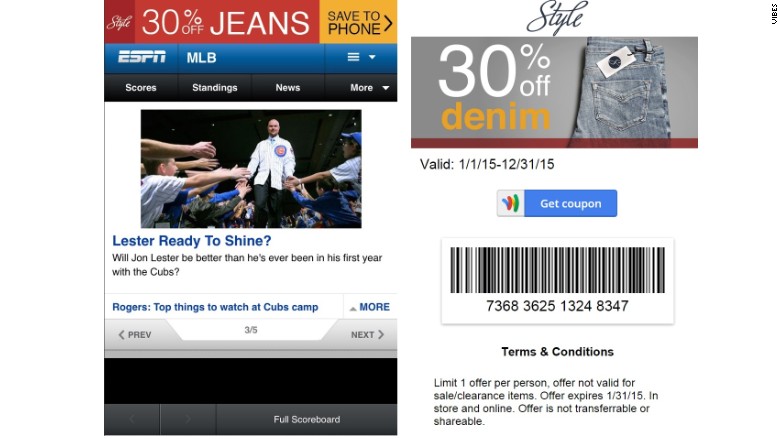 Style 30% OFF JEANS SAVE TO PHONE
ESPN MLB
Scores Standings News More
Lester Ready To Shine?
Will Jon Lester be better than he's ever been in his first year
with the Cubs?
Rogers: Top things to watch at Cubs camp MORE
PREV 3/5 NEXT
Full Scoreboard
Style
30% off
denim
Valid: 1/1/15-12/31/15
Get coupon
7368 3625 1324 8347
Terms & Conditions
Limit 1 offer per person, offer not valid for
sale/clearance items. Offer expires 1/31/15. In
store and online. Offer is not transferrable or
shareable.
VIBES